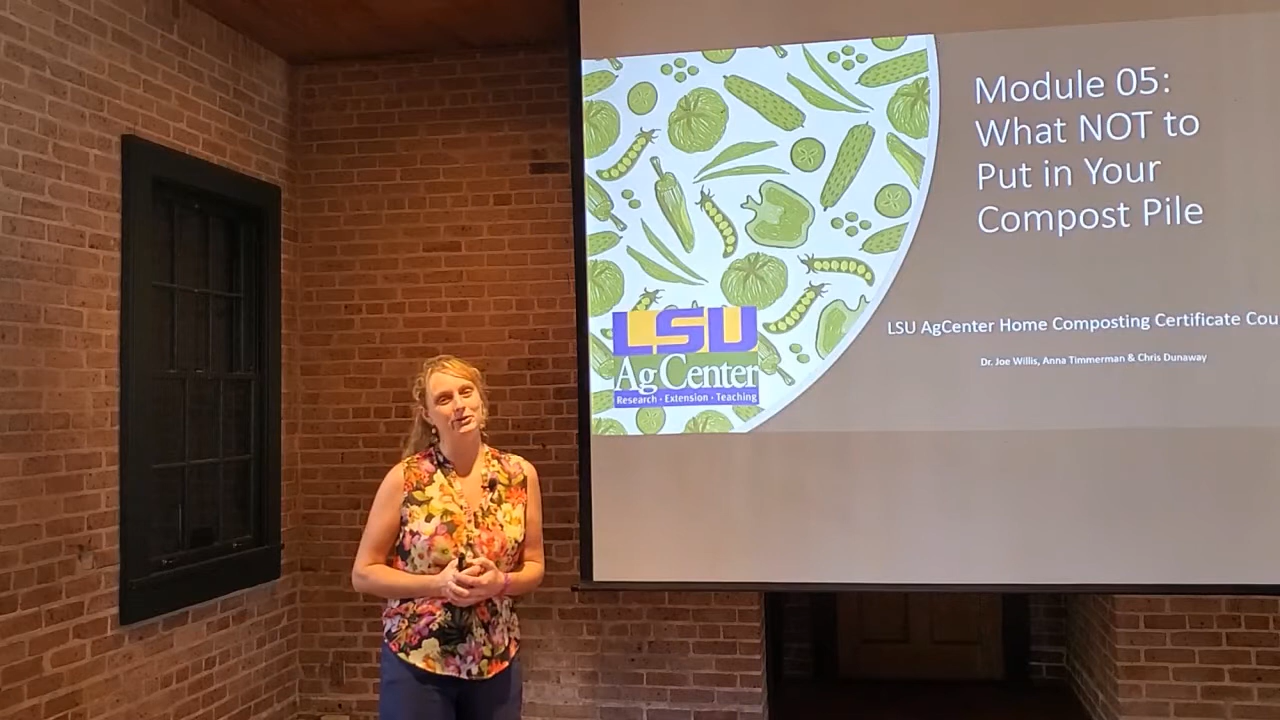 Module 05:
What NOT to
Put in Your
Compost Pile
LSU AgCenter Home Composting Certificate Cou
Dr. Joe Willis, Anna Timmerman & Chris Dunaway
LSU
AgCenter
Research · Extension · Teaching